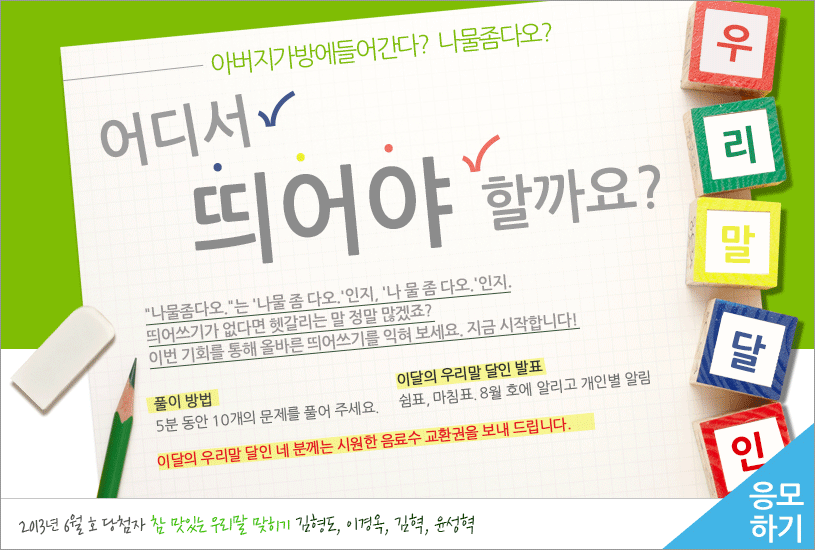 아버지가방에들어간다? 나물좀다오?
어디서
띄어야 할까요?
"나물좀다오."는 '나물 좀 다오.'인지, '나 물 좀 다오.'인지.
띄어쓰기가 없다면 헷갈리는 말 정말 많겠죠?
이번 기회를 통해 올바른 띄어쓰기를 익혀 보세요. 지금 시작합니다!
풀이 방법
5분 동안 10개의 문제를 풀어 주세요.
이달의 우리말 달인 발표
쉼표, 마침표. 8월 호에 알리고 개인별 알림
이달의 우리말 달인 네 분께는 시원한 음료수 교환권을 보내 드립니다.
우
리
말
달
인
응모
하기
2013년 6월 호 당첨자 참 맛있는 우리말 맞히기 김형도, 이경옥, 김혁, 윤성혁